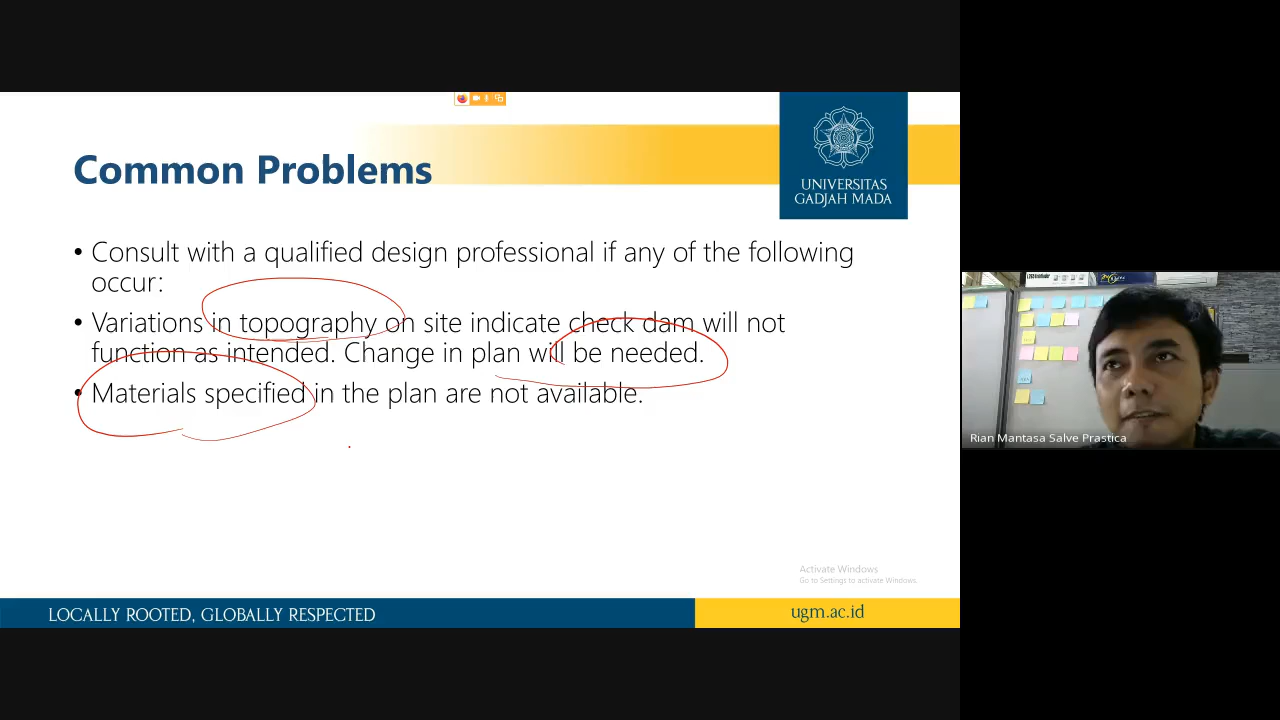 Common Problems
UNIVERSITAS
GADJAH MADA
• Consult with a qualified design professional if any of the following
occur:
• Variations in topography on site indicate check dam will not
function as intended. Change in plan will be needed.
• Materials specified in the plan are not available.
Rian Mantasa Salve Prastica
Activate Windows
Go to Settings to activate Windows.
LOCALLY ROOTED, GLOBALLY RESPECTED
ugm.ac.id